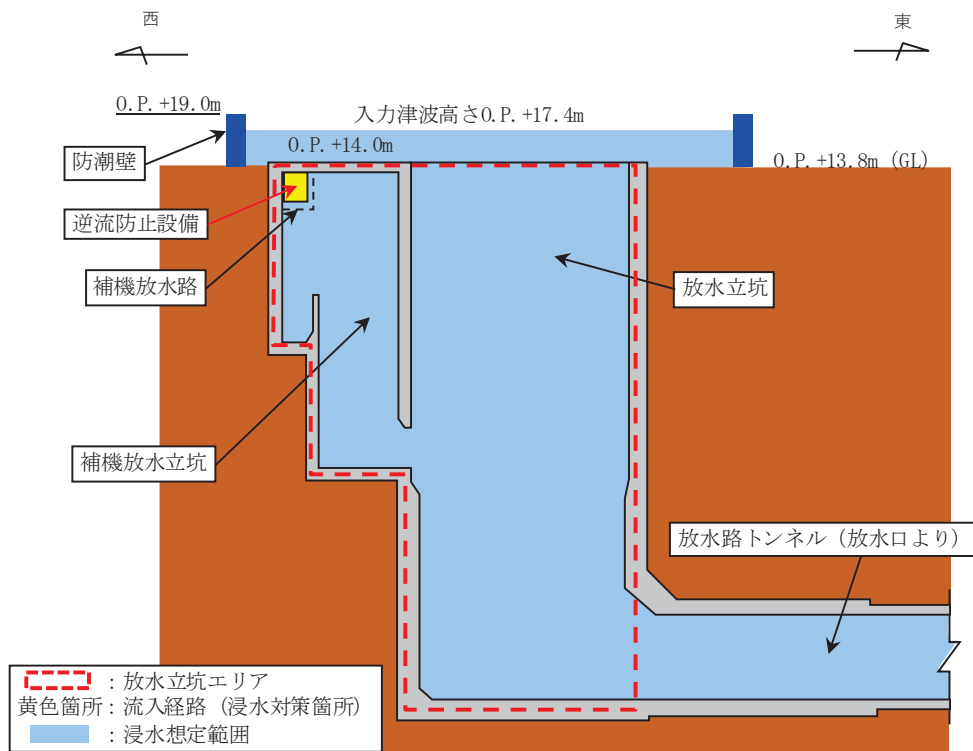 西
東
O.P.+19.0m
入力津波高さO.P.+17.4m
O.P.+14.0m
防潮壁
O.P.+13.8m (GL)
逆流防止設備
補機放水路
放水立坑
補機放水立坑
放水路トンネル（放水口より）
：放水立坑エリア
黄色箇所：流入経路（浸水対策箇所）
：浸水想定範囲